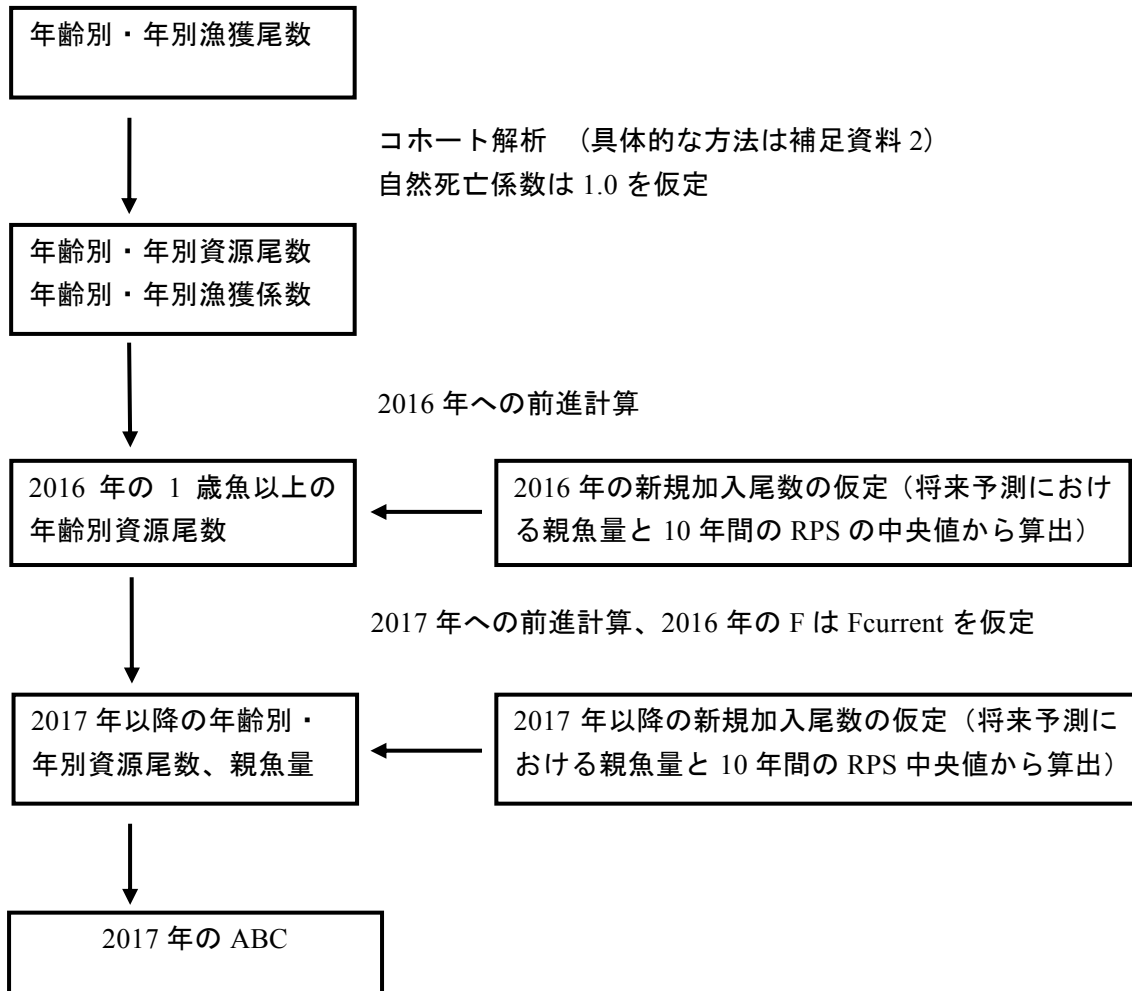 年齢別・年別漁獲尾数
コホート解析 （具体的な方法は補足資料 2）
自然死亡係数は 1.0 を仮定
年齢別・年別資源尾数
年齢別・年別漁獲係数
2016 年への前進計算
2016 年の 1 歳魚以上の
年齢別資源尾数
2016 年の新規加入尾数の仮定（将来予測におけ
る親魚量と 10 年間の RPS の中央値から算出）
2017 年への前進計算、2016 年の F は Fcurrent を仮定
2017 年以降の年齢別・
年別資源尾数、親魚量
2017 年以降の新規加入尾数の仮定（将来予測に
おける親魚量と 10 年間の RPS 中央値から算出）
2017 年の ABC